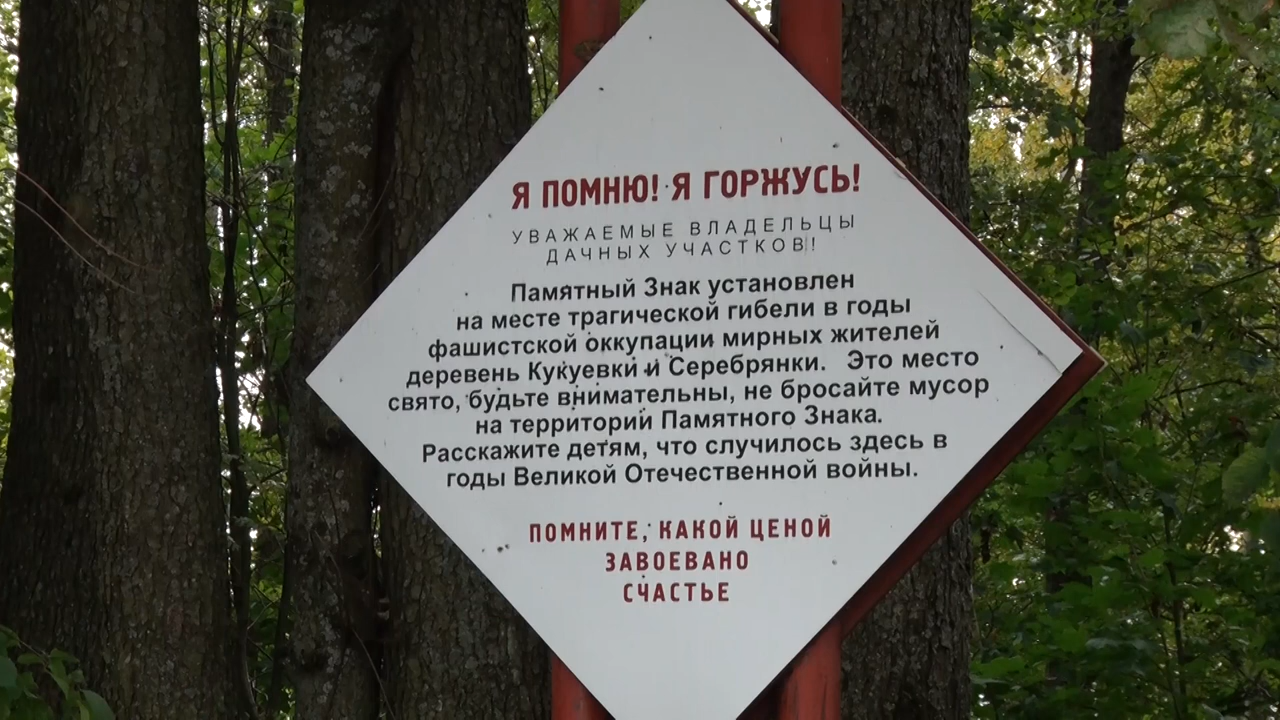 Я ПОМНЮ! Я ГОРЖУСЬ!
УВАЖАЕМЫЕ ВЛАДЕЛЬЦЫ
ДАЧНЫХ УЧАСТКОВ!
Памятный Знак установлен
на месте трагической гибели в годы
фашистской оккупации мирных жителей
деревень Кукуевки и Серебрянки. Это место
свято, будьте внимательны, не бросайте мусор
на территории Памятного Знака.
Расскажите детям, что случилось здесь в
годы Великой Отечественной войны.
ПОМНИТЕ, КАКОЙ ЦЕНОЙ
ЗАВОЕВАНО
СЧАСТЬЕ